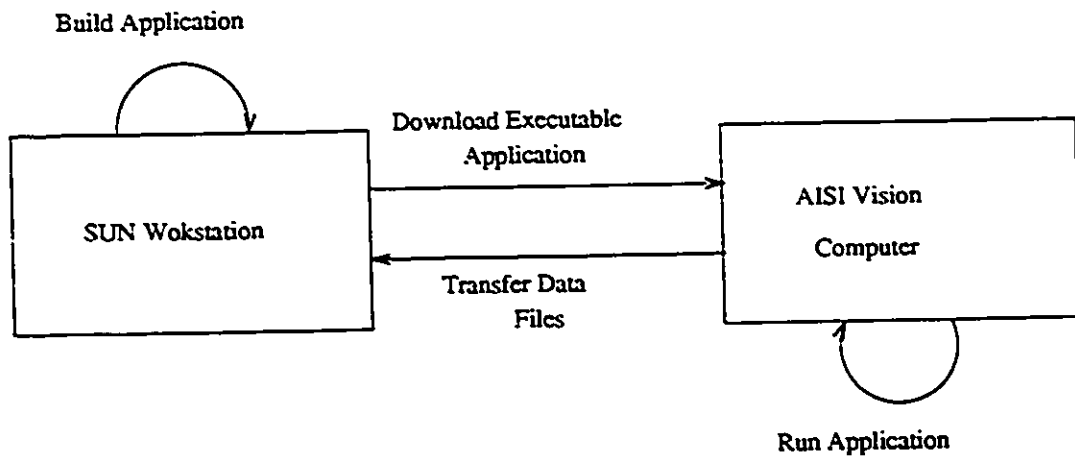 Build Application
Download Executable
Application
SUN Wokstation
AISI Vision
Computer
Transfer Data
Files
Run Application